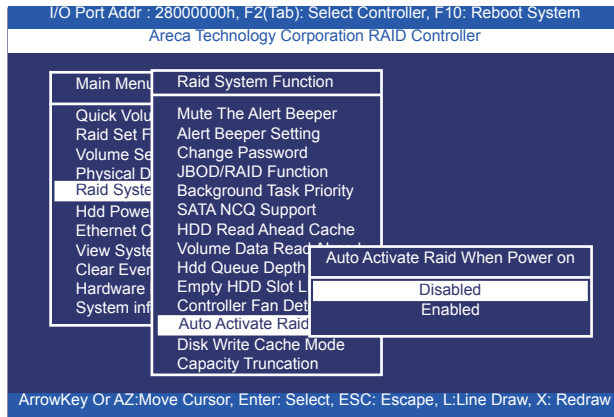 I/O Port Addr : 28000000h, F2(Tab): Select Controller, F10: Reboot System
Areca Technology Corporation RAID Controller
Main Menu
Quick Volu
Raid Set F
Volume Se
Physical D
Raid Syste
Hdd Power
Ethernet C
View Syste
Clear Even
Hardware
System inf
Raid System Function
Mute The Alert Beeper
Alert Beeper Setting
Change Password
JBOD/RAID Function
Background Task Priority
SATA NCQ Support
HDD Read Ahead Cache
Volume Data Read Ahead
Hdd Queue Depth
Empty HDD Slot L
Controller Fan Det
Auto Activate Raid
Disk Write Cache Mode
Capacity Truncation
Auto Activate Raid When Power on
Disabled
Enabled
ArrowKey Or AZ:Move Cursor, Enter: Select, ESC: Escape, L:Line Draw, X: Redraw